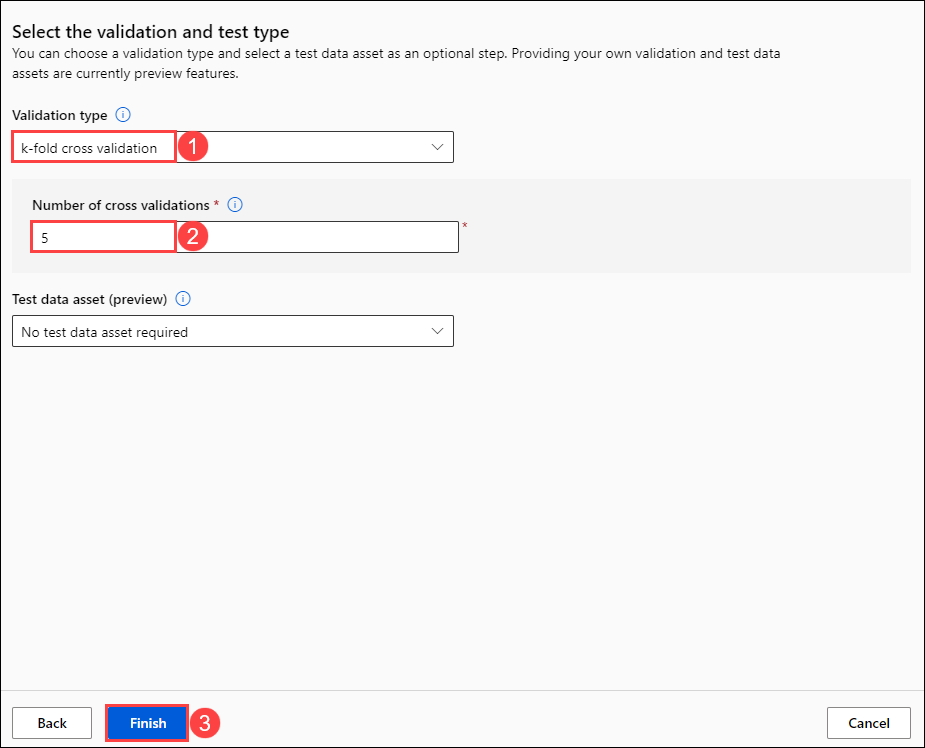 Select the validation and test type
You can choose a validation type and select a test data asset as an optional step. Providing your own validation and test data
assets are currently preview features.
Validation type
k-fold cross validation 1
Number of cross validations *
5 2 *
Test data asset (preview)
No test data asset required
Back Finish 3 Cancel